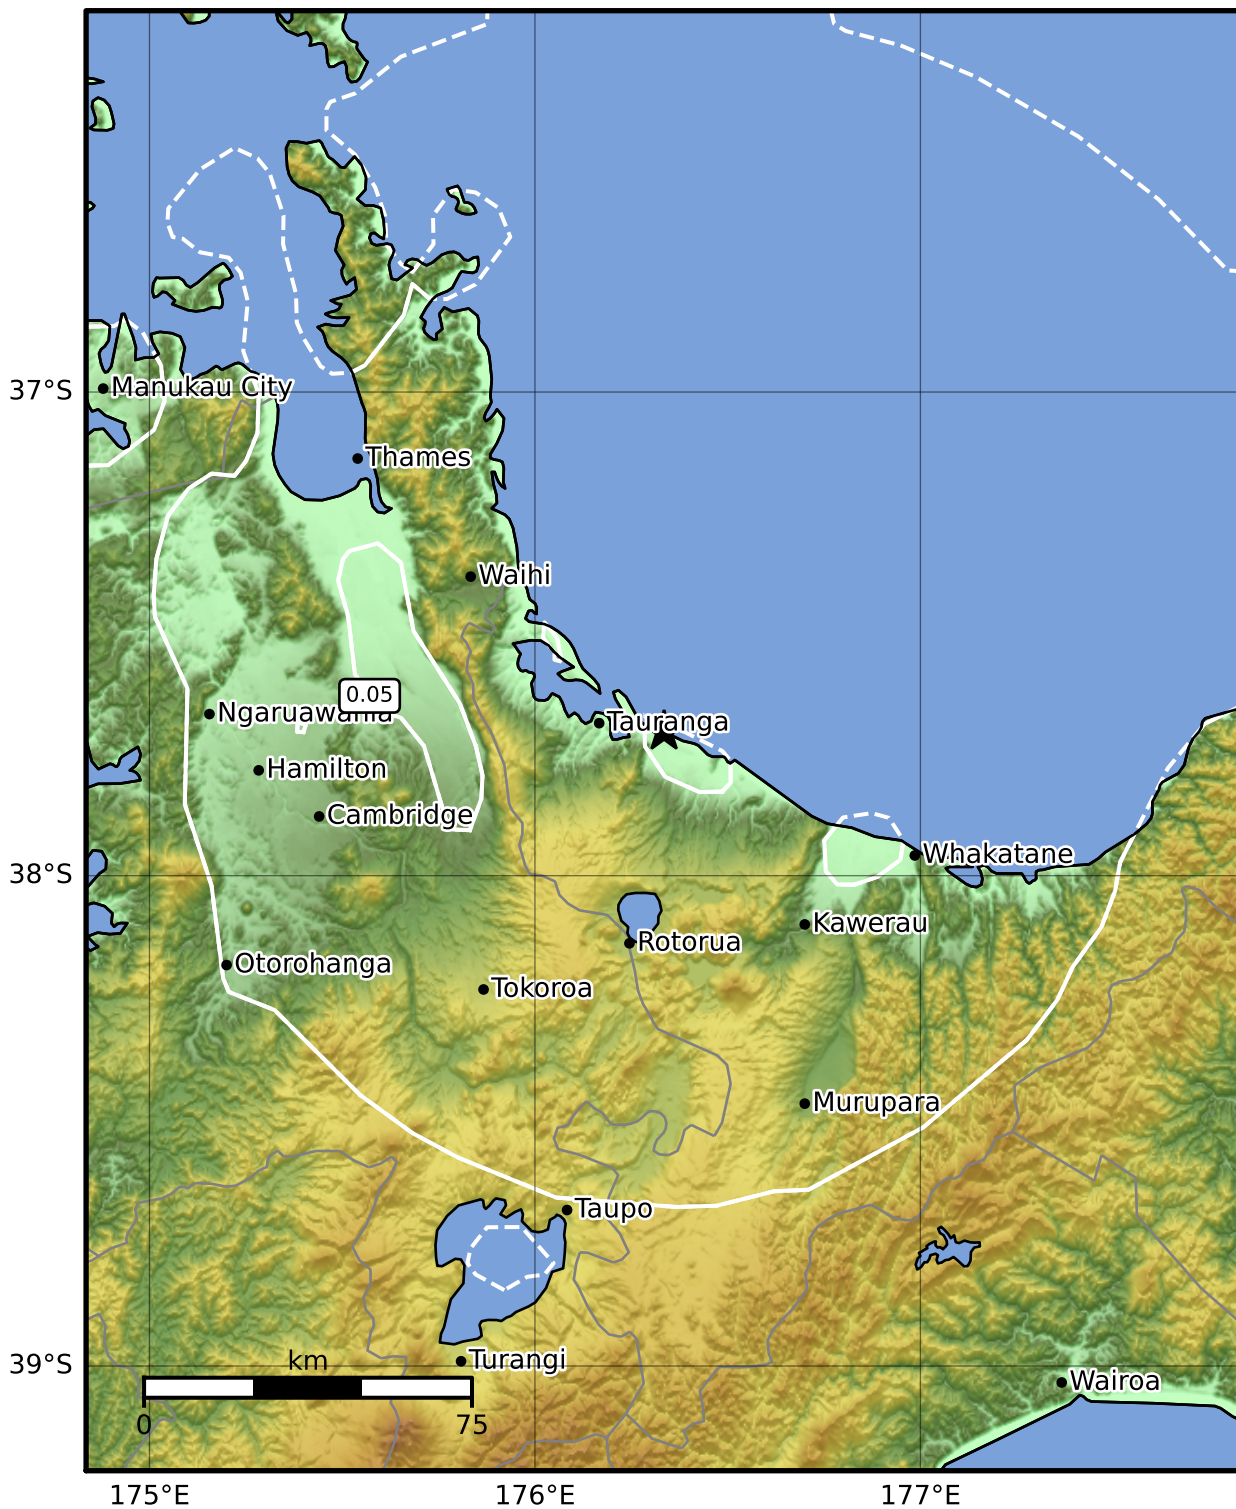 37°S
Manukau City
Thames
Waihi
0.05
Ngaruawahia
Tauranga
Hamilton
Cambridge
38°S
Whakatane
Kawerau
Rotorua
Otorohanga
Tokoroa
Murupara
Taupo
39°S
km
Turangi
Wairoa
0
75
175°E
176°E
177°E